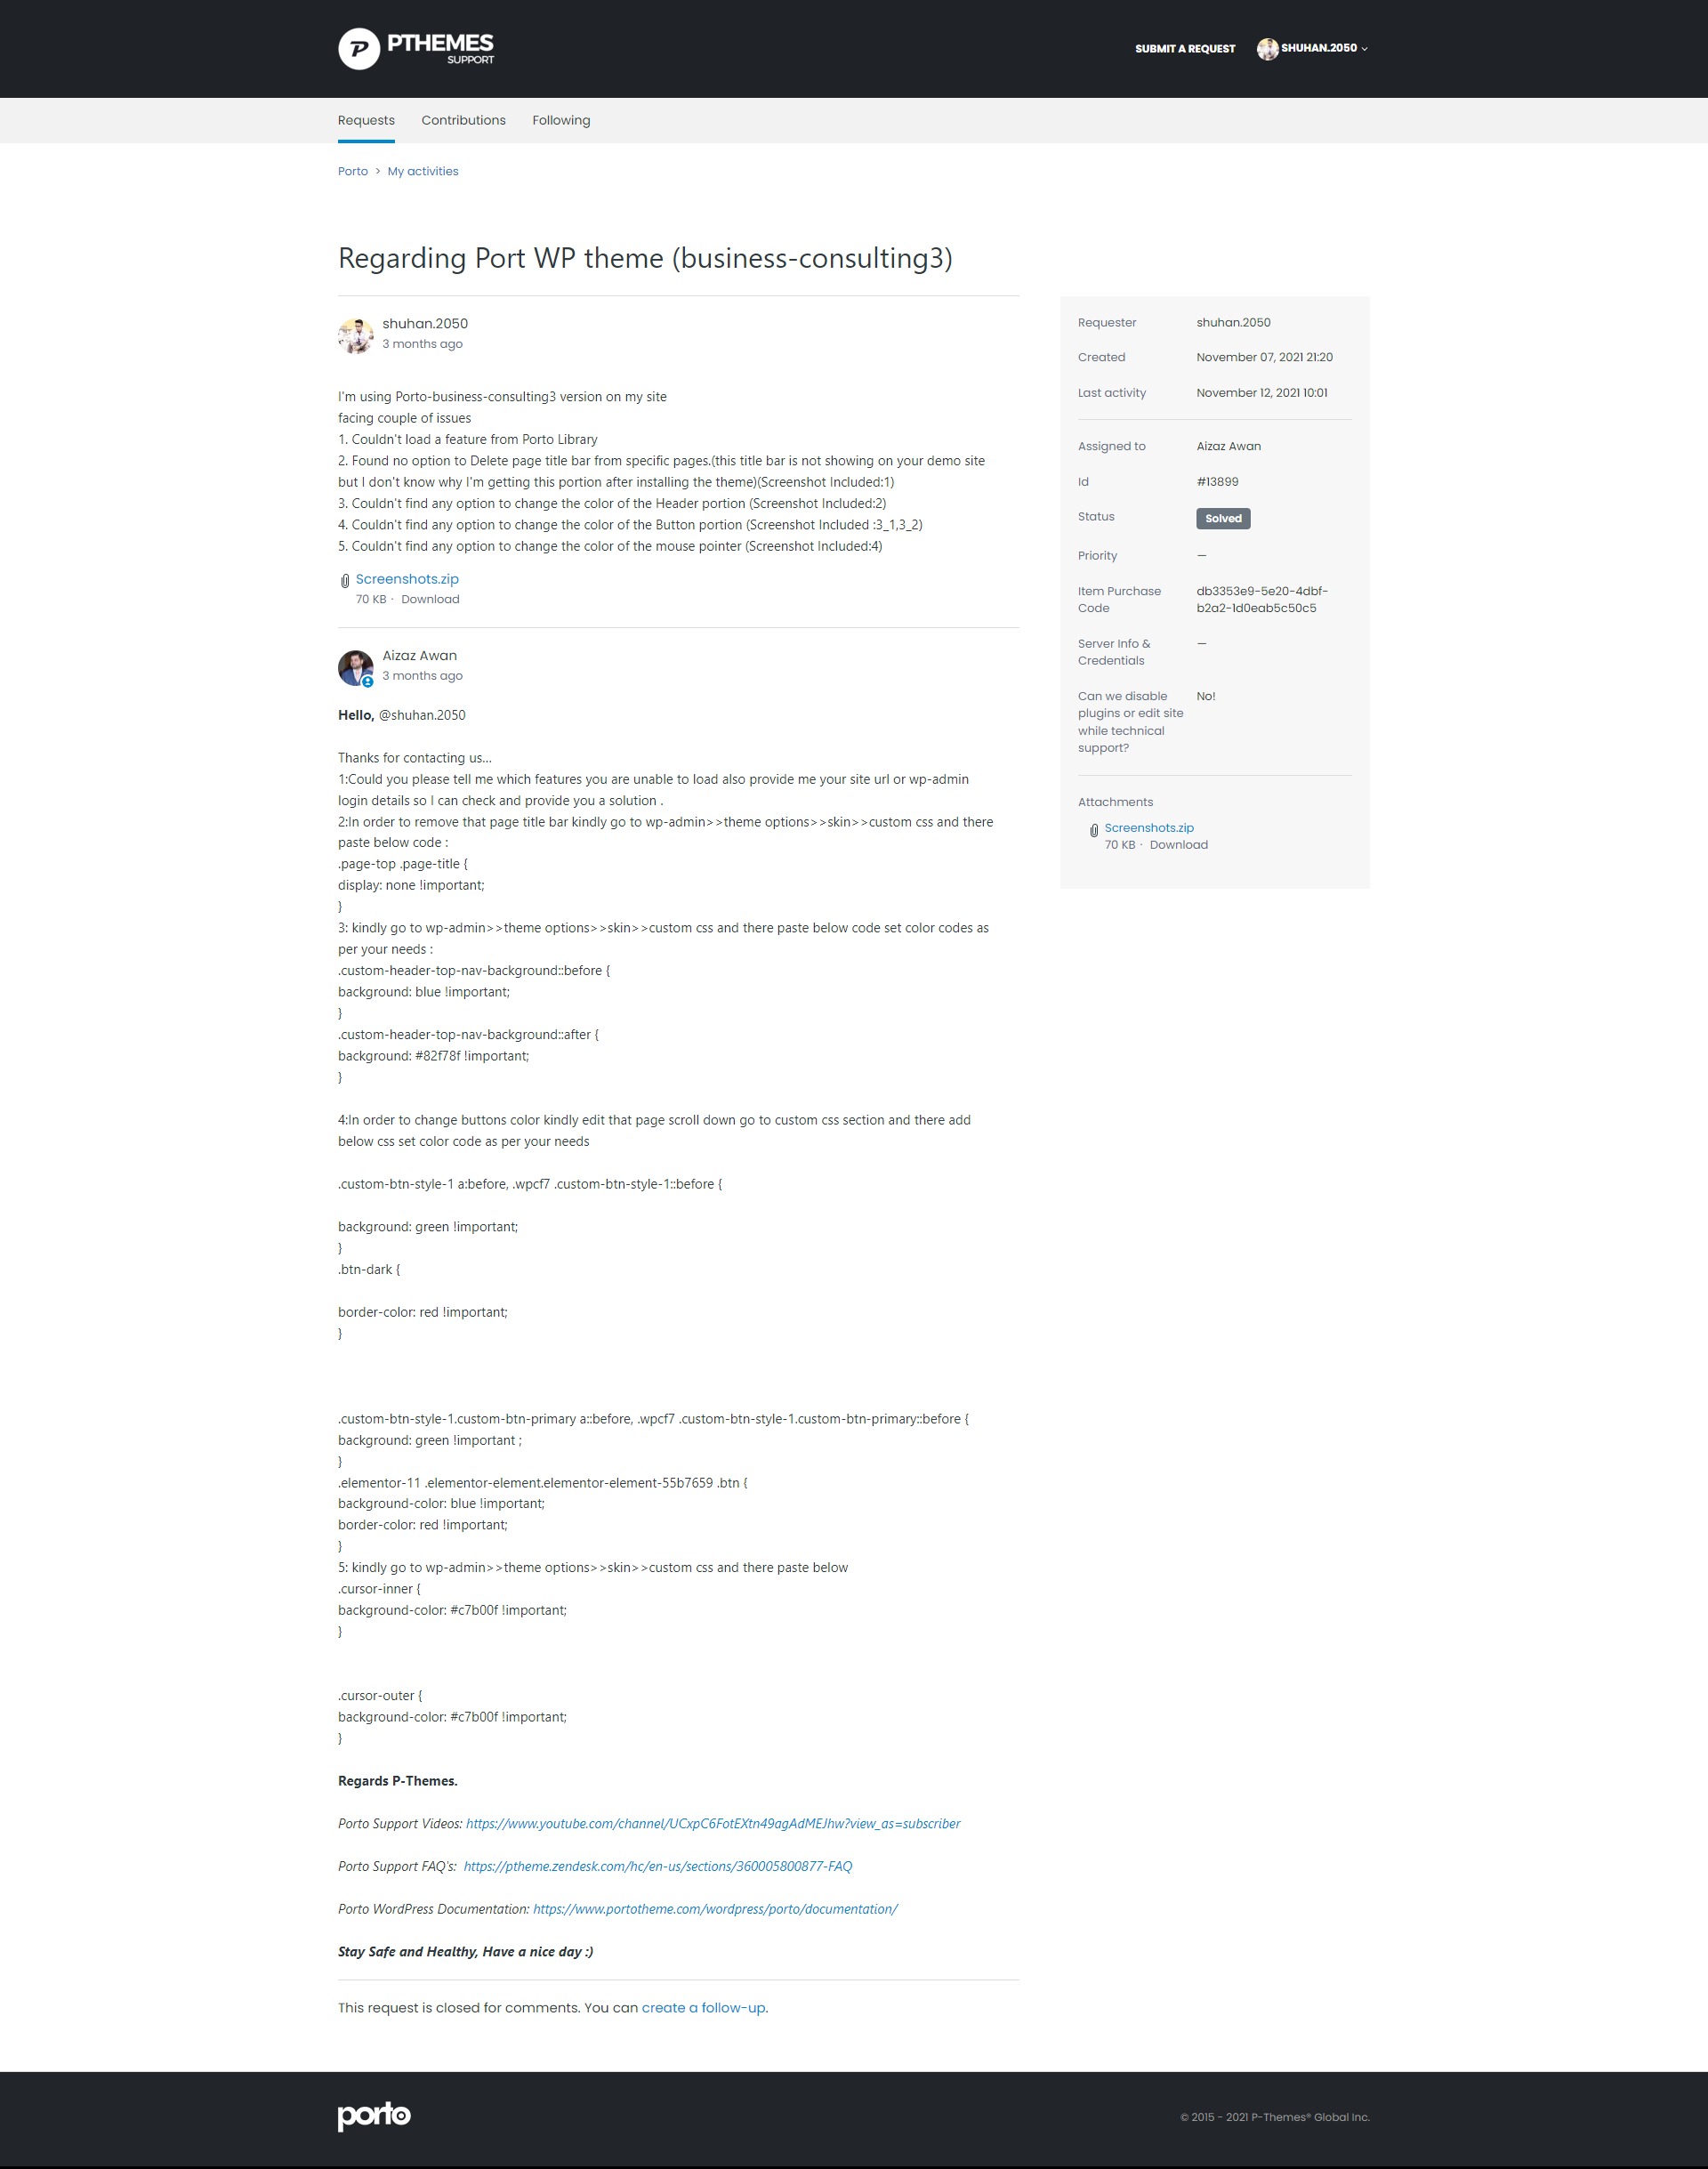 PTHEMES
SUPPORT
SUBMIT A REQUEST
SHUHAN.2050
Requests
Contributions
Following
Porto > My activities
Regarding Port WP theme (business-consulting3)
shuhan.2050
3 months ago
I'm using Porto-business-consulting3 version on my site
facing couple of issues
1. Couldn't load a feature from Porto Library
2. Found no option to Delete page title bar from specific pages.(this title bar is not showing on your demo site
but I don't know why I'm getting this portion after installing the theme)(Screenshot Included:1)
3. Couldn't find any option to change the color of the Header portion (Screenshot Included:2)
4. Couldn't find any option to change the color of the Button portion (Screenshot Included :3_1,3_2)
5. Couldn't find any option to change the color of the mouse pointer (Screenshot Included:4)
Screenshots.zip
70 KB · Download
Aizaz Awan
3 months ago
Hello, @shuhan.2050
Thanks for contacting us...
1:Could you please tell me which features you are unable to load also provide me your site url or wp-admin
login details so I can check and provide you a solution .
2:In order to remove that page title bar kindly go to wp-admin>>theme options>>skin>>custom css and there
paste below code :
.page-top .page-title {
display: none !important;
}
3: kindly go to wp-admin>>theme options>>skin>>custom css and there paste below code set color codes as
per your needs :
.custom-header-top-nav-background::before {
background: blue !important;
}
.custom-header-top-nav-background::after {
background: #82f78f !important;
}
4:In order to change buttons color kindly edit that page scroll down go to custom css section and there add
below css set color code as per your needs
.custom-btn-style-1 a:before, .wpcf7 .custom-btn-style-1::before {
background: green !important;
}
.btn-dark {
border-color: red !important;
}
.custom-btn-style-1.custom-btn-primary a::before, .wpcf7 .custom-btn-style-1.custom-btn-primary::before {
background: green !important ;
}
.elementor-11 .elementor-element.elementor-element-55b7659 .btn {
background-color: blue !important;
border-color: red !important;
}
5: kindly go to wp-admin>>theme options>>skin>>custom css and there paste below
.cursor-inner {
background-color: #c7b00f !important;
}
.cursor-outer {
background-color: #c7b00f !important;
}
Regards P-Themes.
Porto Support Videos: https://www.youtube.com/channel/UCxpC6FotEXtn49agAdMEJhw?view_as=subscriber
Porto Support FAQ's: https://ptheme.zendesk.com/hc/en-us/sections/360005800877-FAQ
Porto WordPress Documentation: https://www.portotheme.com/wordpress/porto/documentation/
Stay Safe and Healthy, Have a nice day :)
This request is closed for comments. You can create a follow-up.
Requester shuhan.2050
Created November 07, 2021 21:20
Last activity November 12, 2021 10:01
Assigned to Aizaz Awan
Id #13899
Status Solved
Priority —
Item Purchase db3353e9-5e20-4dbf-
Code b2a2-1d0eab5c50c5
Server Info & —
Credentials
Can we disable No!
plugins or edit site
while technical
support?
Attachments
Screenshots.zip
70 KB · Download
porto
© 2015 - 2021 P-Themes® Global Inc.